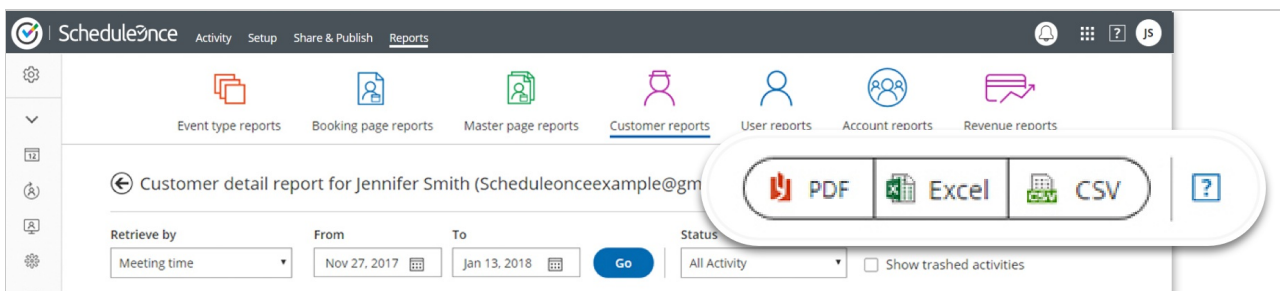 ScheduleOnce Activity Setup Share & Publish Reports ? JS
Event type reports Booking page reports Master page reports Customer reports User reports Account reports Revenue reports
12
Customer detail report for Jennifer Smith (Scheduleonceexample@gm
PDF Excel CSV ?
Retrieve by From To Status
Meeting time Nov 27, 2017 Jan 13, 2018 Go All Activity Show trashed activities